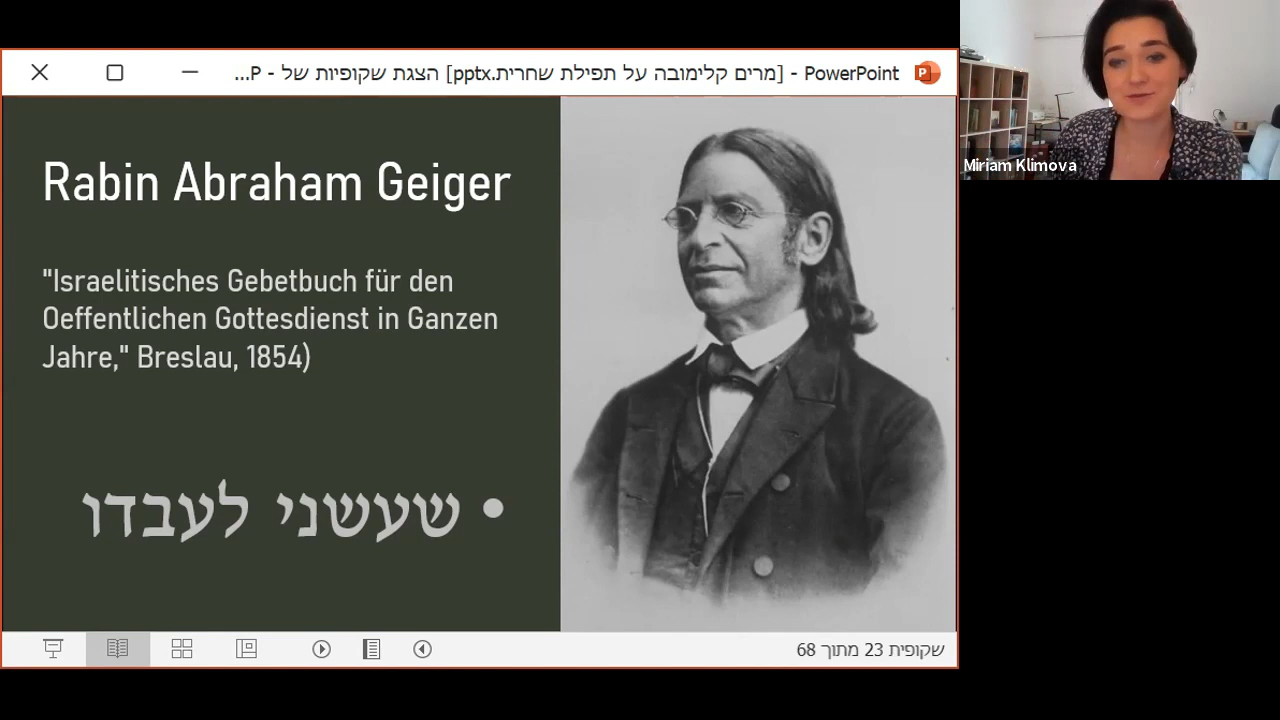 PowerPoint - [מרים קלימובה על תפילת שחרית.pptx] הצגת שקופיות של - P...
Miriam Klimova
Rabin Abraham Geiger
"Israelitisches Gebetbuch für den
Oeffentlichen Gottesdienst in Ganzen
Jahre," Breslau, 1854)
• שעשני לעבדו
שקופית 23 מתוך 68